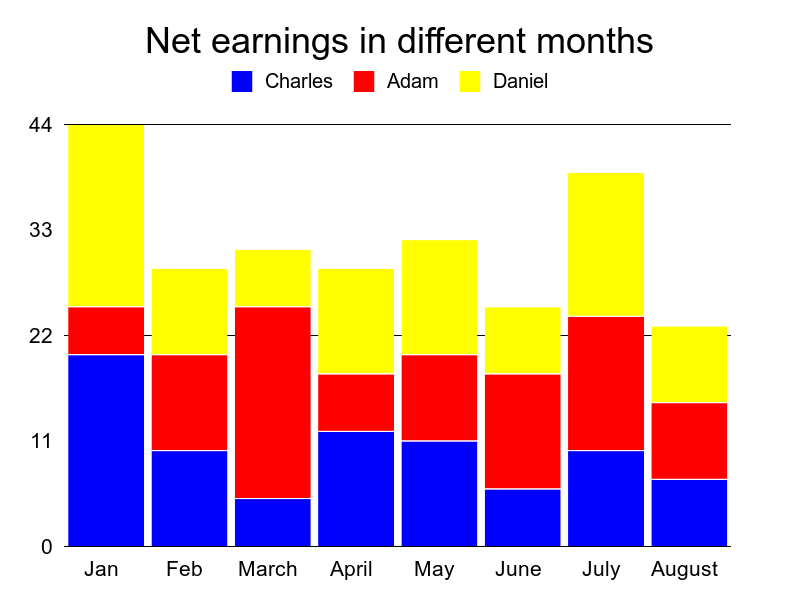 Net earnings in different months
Charles Adam Daniel
44
33
22
11
0
Jan Feb March April May June July August